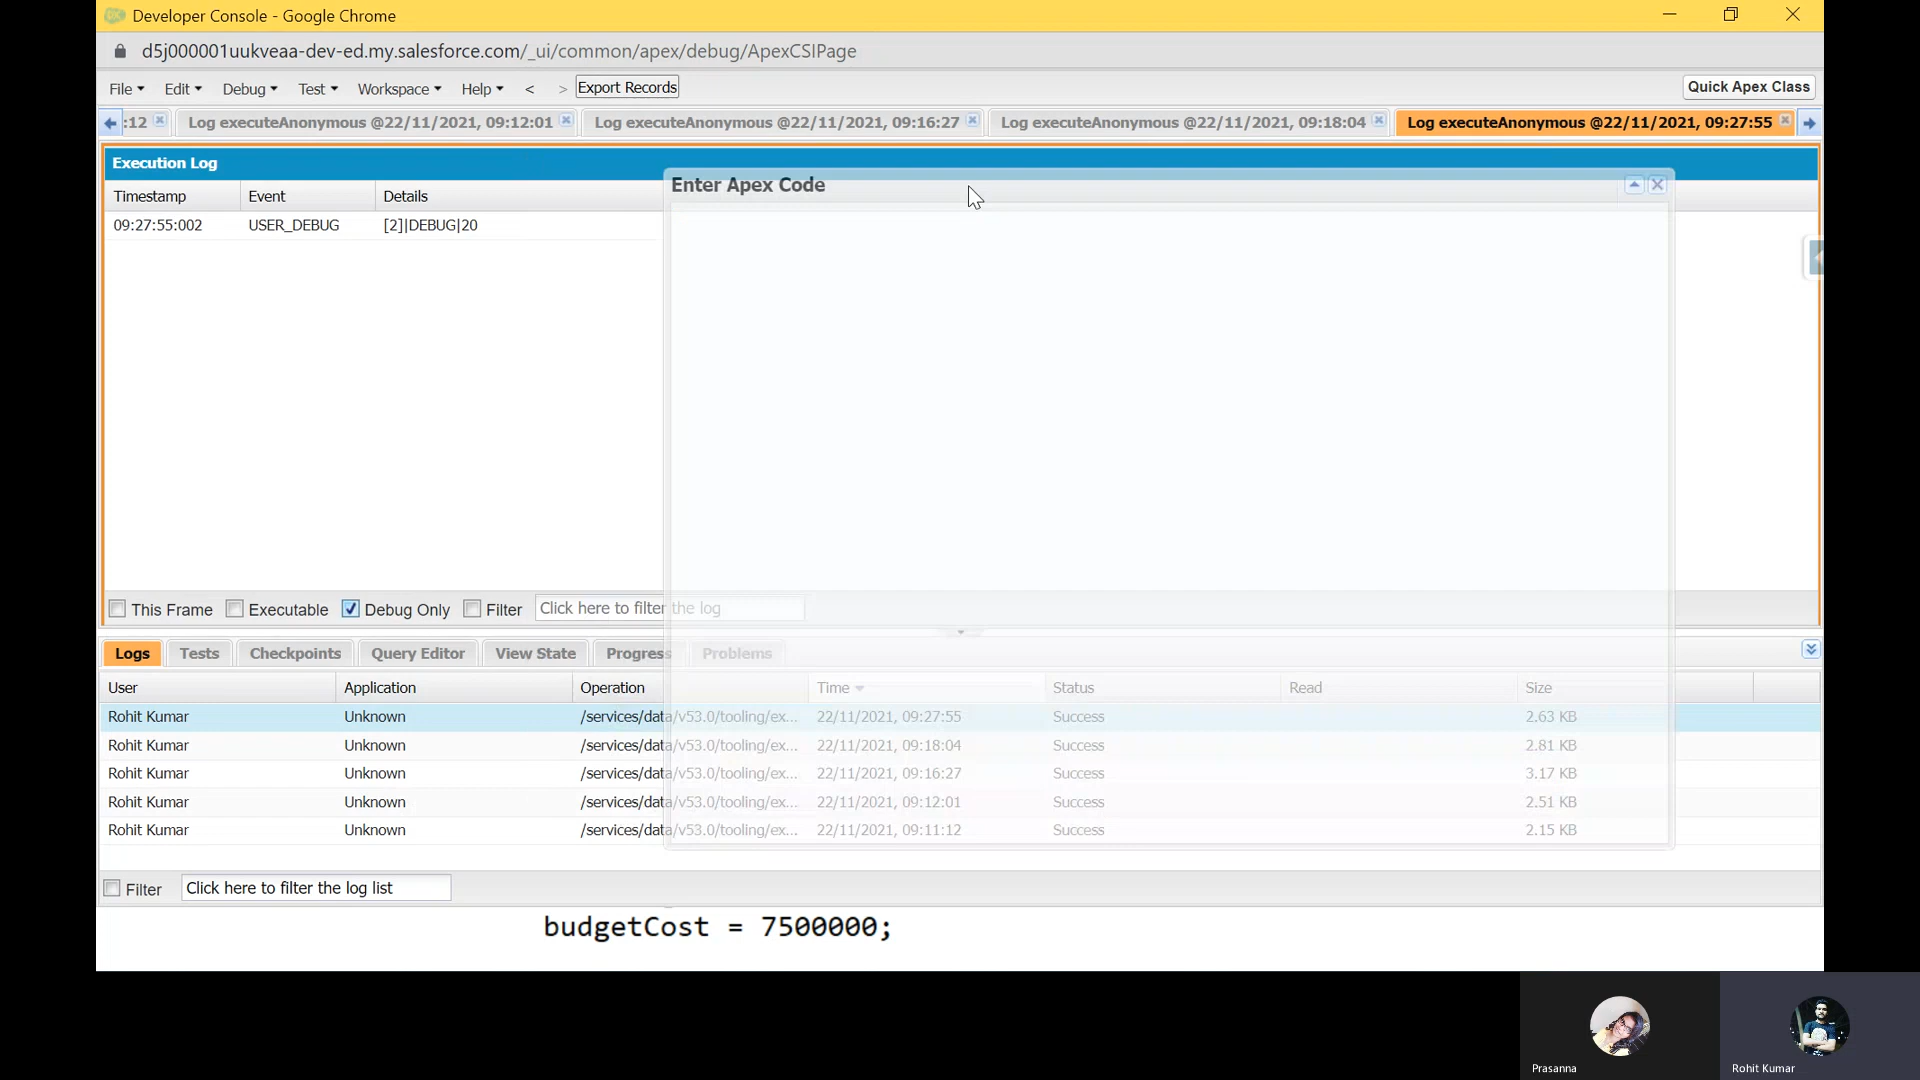 Developer Console - Google Chrome
d5j000001uukveaa-dev-ed.my.salesforce.com/_ui/common/apex/debug/ApexCSIPage
File Edit Debug Test Workspace Help < > Export Records Quick Apex Class
:12 Log executeAnonymous @22/11/2021, 09:12:01 Log executeAnonymous @22/11/2021, 09:16:27 Log executeAnonymous @22/11/2021, 09:18:04 Log executeAnonymous @22/11/2021, 09:27:55
Execution Log
Enter Apex Code
Timestamp Event Details
09:27:55:002 USER_DEBUG [2]|DEBUG|20
This Frame Executable Debug Only Filter Click here to filter the log
Logs Tests Checkpoints Query Editor View State Progress Problems
User Application Operation Time Status Read Size
Rohit Kumar Unknown /services/data/v53.0/tooling/ex... 22/11/2021, 09:27:55 Success 2.63 KB
Rohit Kumar Unknown /services/data/v53.0/tooling/ex... 22/11/2021, 09:18:04 Success 2.81 KB
Rohit Kumar Unknown /services/data/v53.0/tooling/ex... 22/11/2021, 09:16:27 Success 3.17 KB
Rohit Kumar Unknown /services/data/v53.0/tooling/ex... 22/11/2021, 09:12:01 Success 2.51 KB
Rohit Kumar Unknown /services/data/v53.0/tooling/ex... 22/11/2021, 09:11:12 Success 2.15 KB
Filter Click here to filter the log list
budgetCost = 7500000;
Prasanna Rohit Kumar